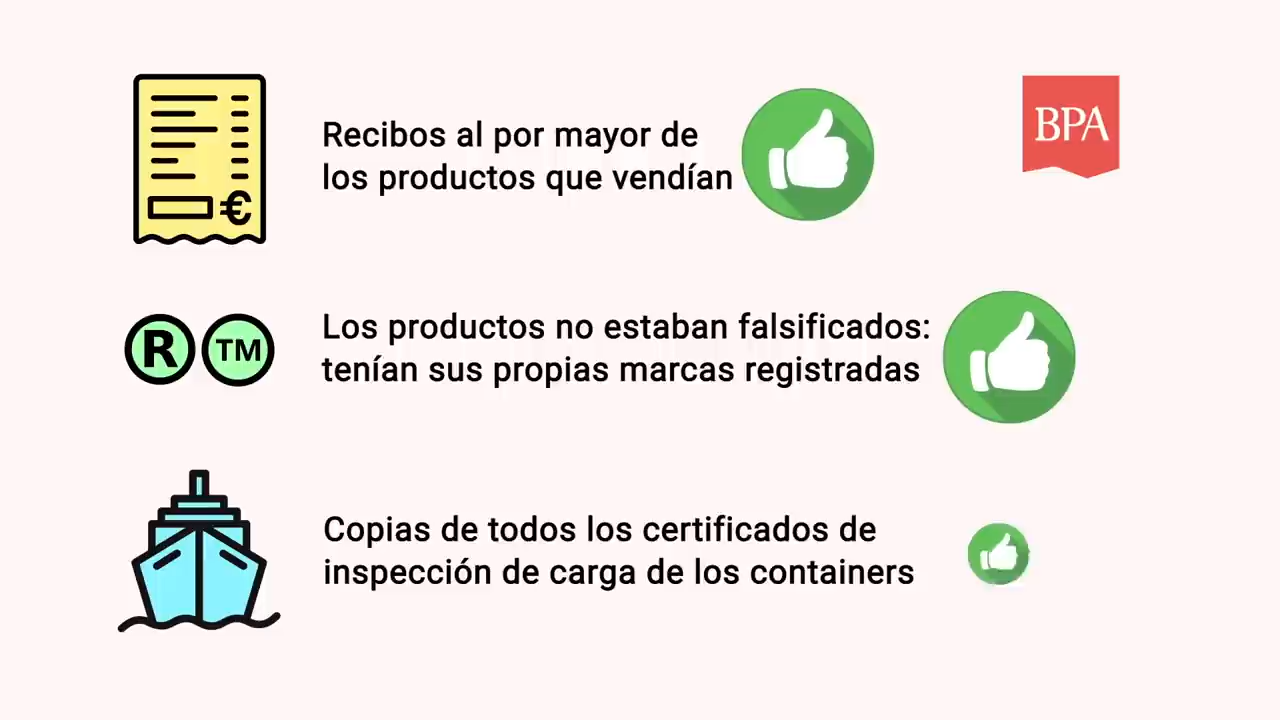 Recibos al por mayor de
los productos que vendían
BPA
€
Los productos no estaban falsificados:
tenían sus propias marcas registradas
R TM
Copias de todos los certificados de
inspección de carga de los containers